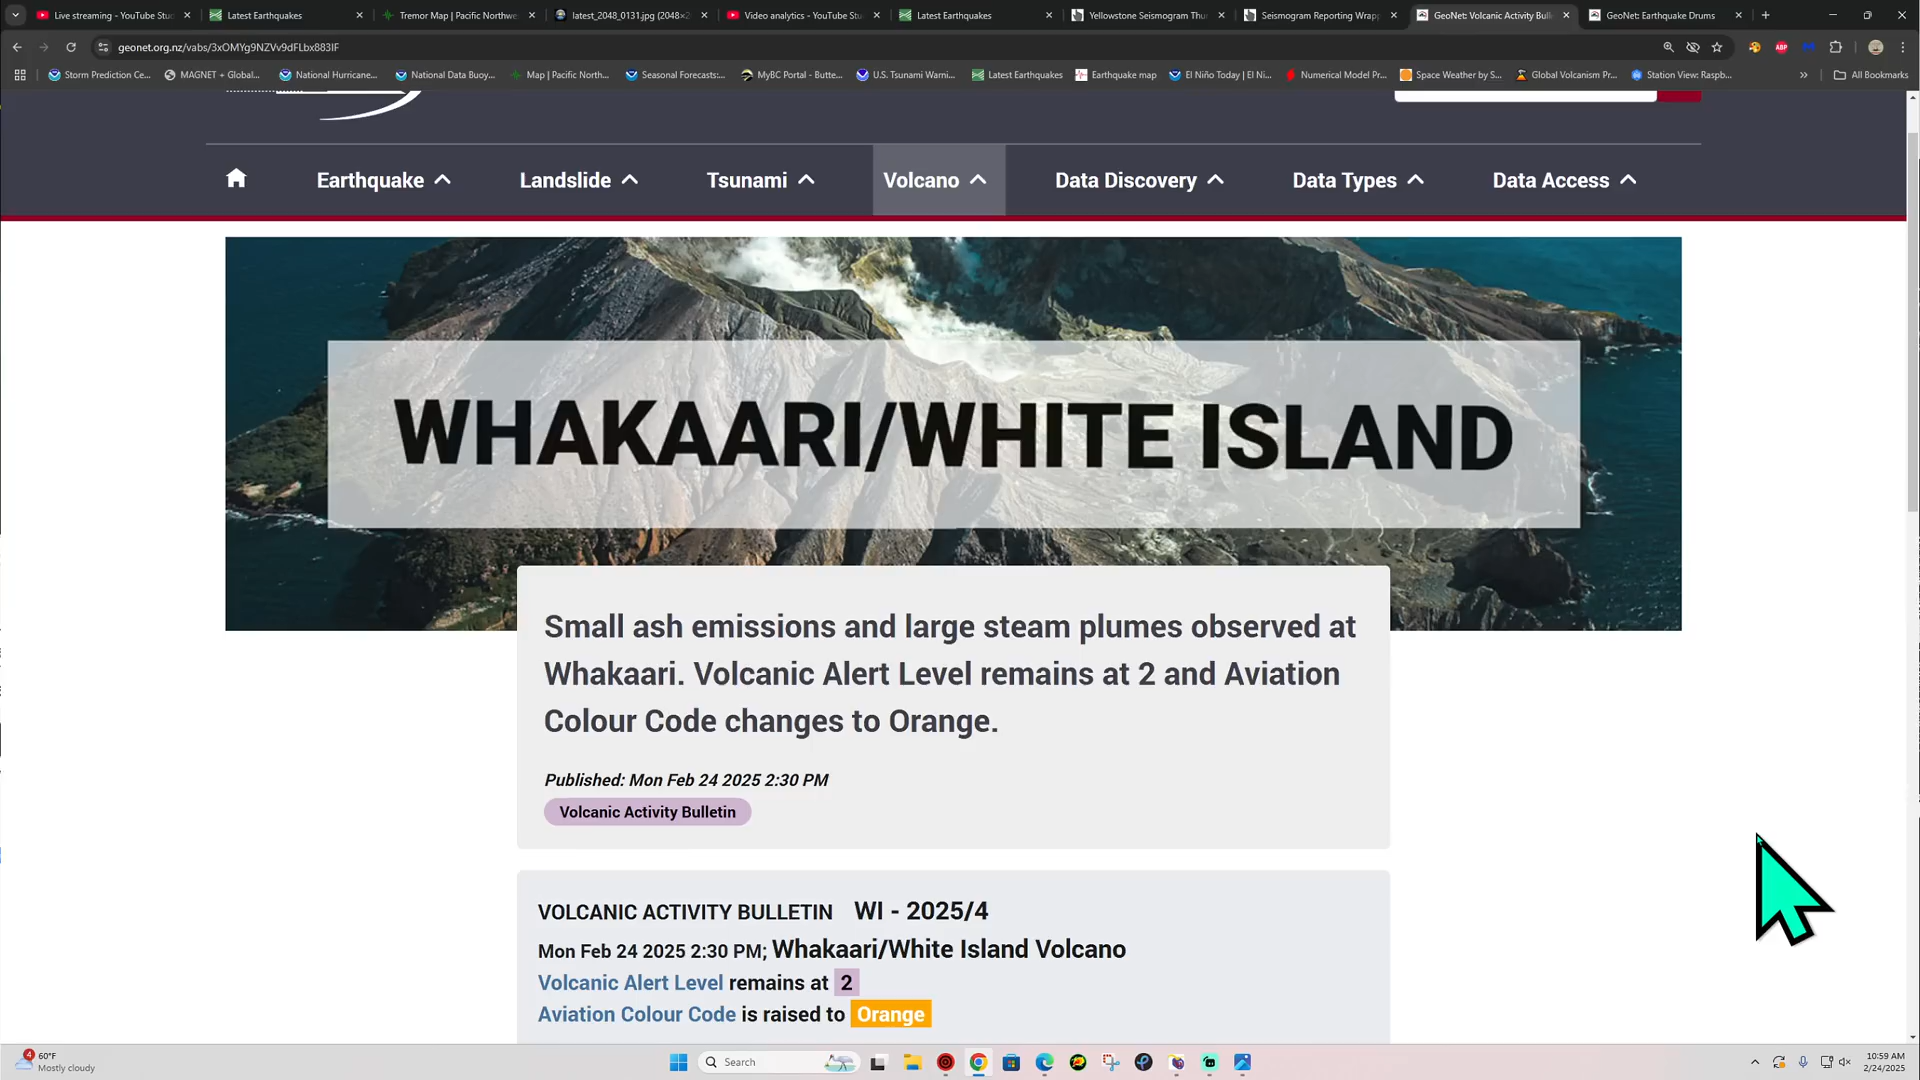 Live streaming - YouTube Stu
Latest Earthquakes
Tremor Map | Pacific Northwe
latest_2048_0131.jpg (2048×2
Video analytics - YouTube Stu
Latest Earthquakes
Yellowstone Seismogram Thu
Seismogram Reporting Wrapp
GeoNet: Volcanic Activity Bull
GeoNet: Earthquake Drums
geonet.org.nz/vabs/3xOMYg9NZVv9dFLbx883IF
ABP
Storm Prediction Ce...
MAGNET + Global...
National Hurricane...
National Data Buoy...
Map | Pacific North...
Seasonal Forecasts:...
MyBC Portal - Butte...
U.S. Tsunami Warni...
Latest Earthquakes
Earthquake map
El Niño Today | El Ni...
Numerical Model Pr...
Space Weather by S...
Global Volcanism Pr...
Station View: Raspb...
All Bookmarks
Earthquake
Landslide
Tsunami
Volcano
Data Discovery
Data Types
Data Access
WHAKAARI/WHITE ISLAND
Small ash emissions and large steam plumes observed at
Whakaari. Volcanic Alert Level remains at 2 and Aviation
Colour Code changes to Orange.
Published: Mon Feb 24 2025 2:30 PM
Volcanic Activity Bulletin
VOLCANIC ACTIVITY BULLETIN WI - 2025/4
Mon Feb 24 2025 2:30 PM; Whakaari/White Island Volcano
Volcanic Alert Level remains at 2
Aviation Colour Code is raised to Orange
4
60°F
Mostly cloudy
Search
10:59 AM
2/24/2025